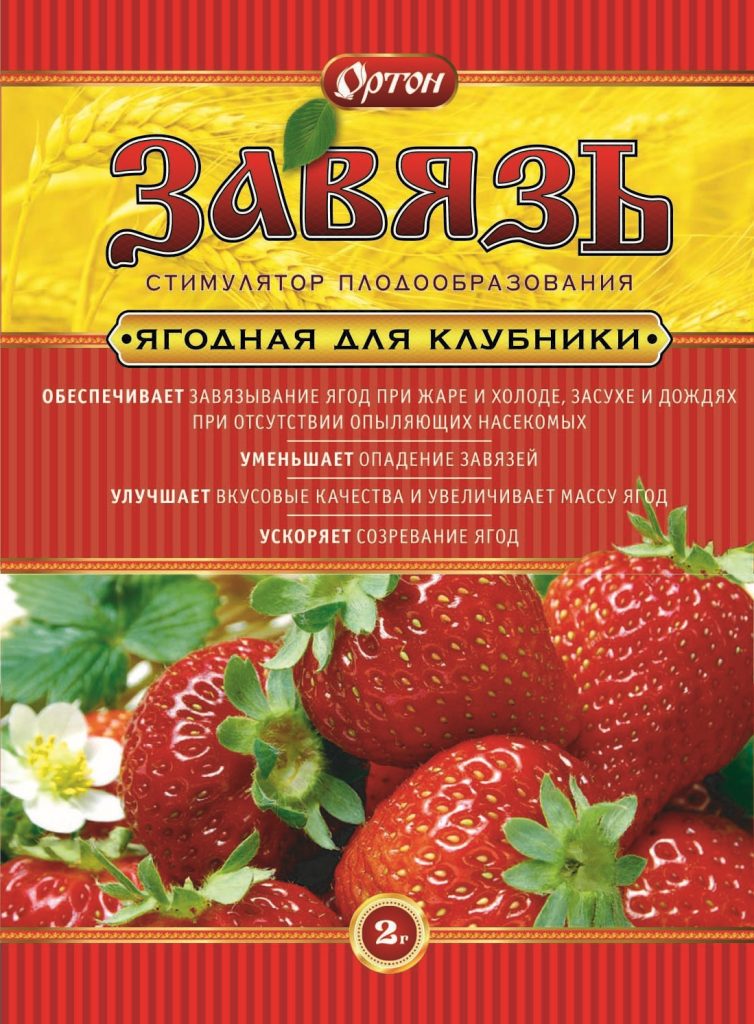 Ортон
ЗАВЯЗЬ
СТИМУЛЯТОР ПЛОДООБРАЗОВАНИЯ
•ЯГОДНАЯ ДЛЯ КЛУБНИКИ•
ОБЕСПЕЧИВАЕТ ЗАВЯЗЫВАНИЕ ЯГОД ПРИ ЖАРЕ И ХОЛОДЕ, ЗАСУХЕ И ДОЖДЯХ
ПРИ ОТСУТСТВИИ ОПЫЛЯЮЩИХ НАСЕКОМЫХ
УМЕНЬШАЕТ ОПАДЕНИЕ ЗАВЯЗЕЙ
УЛУЧШАЕТ ВКУСОВЫЕ КАЧЕСТВА И УВЕЛИЧИВАЕТ МАССУ ЯГОД
УСКОРЯЕТ СОЗРЕВАНИЕ ЯГОД
2 г